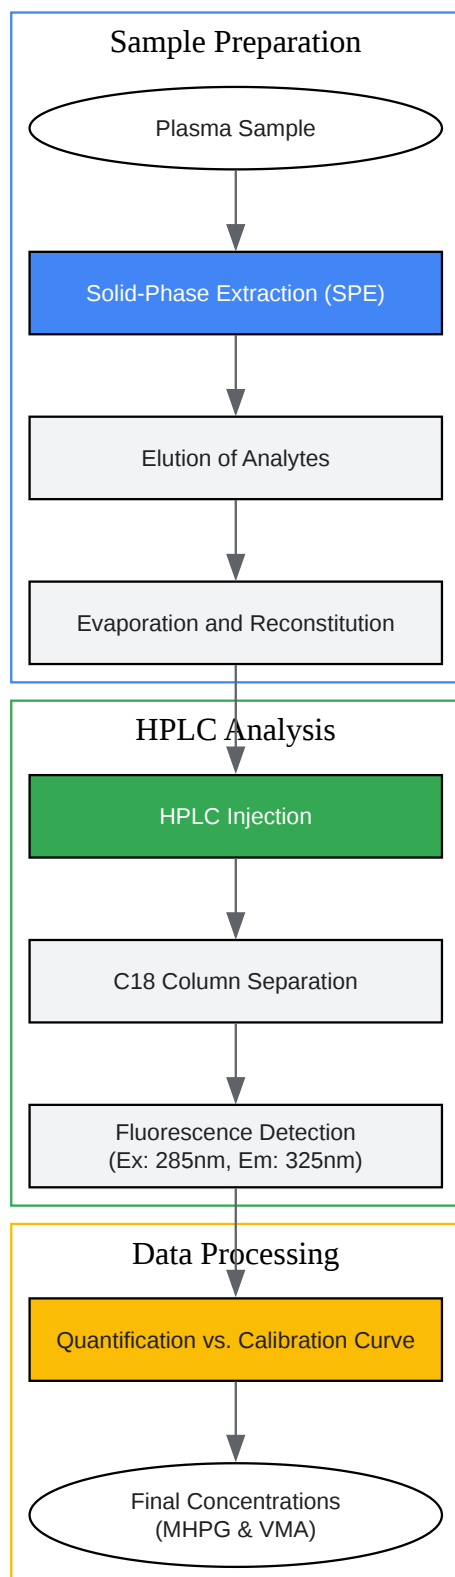 Sample Preparation
Plasma Sample
Solid-Phase Extraction (SPE)
Elution of Analytes
Evaporation and Reconstitution
HPLC Analysis
HPLC Injection
C18 Column Separation
Fluorescence Detection
(Ex: 285nm, Em: 325nm)
Data Processing
Quantification vs. Calibration Curve
Final Concentrations
(MHPG & VMA)